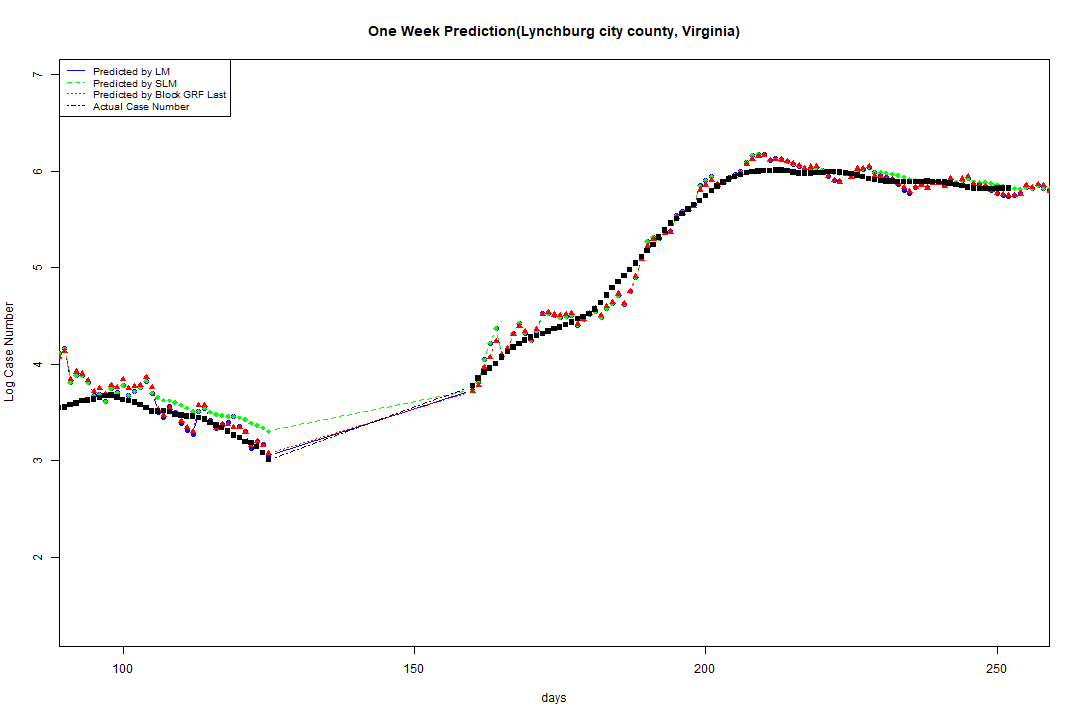 One Week Prediction(Lynchburg city county, Virginia)
Predicted by LM
Predicted by SLM
Predicted by Block GRF Last
Actual Case Number
7
6
5
4
3
2
Log Case Number
100
150
200
250
days